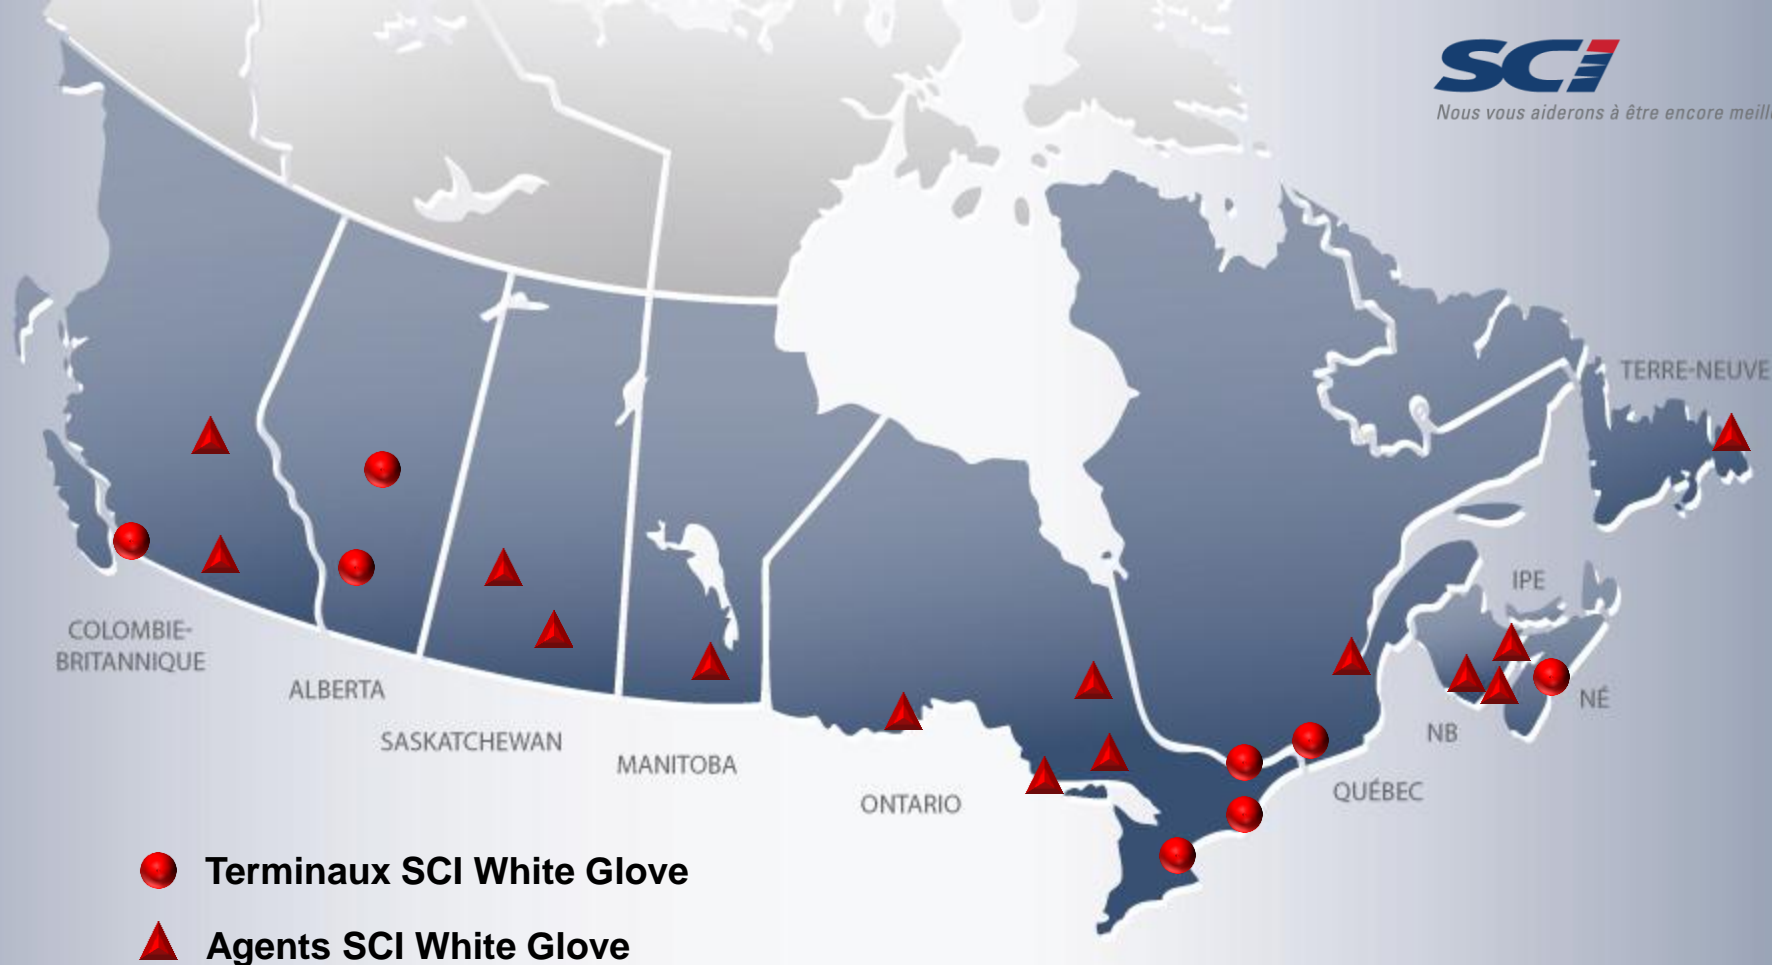 SCI
Nous vous aiderons à être encore
TERRE-NEUVE
IPE
COLOMBIE-
BRITANNIQUE
ALBERTA
NÉ
SASKATCHEWAN
NB
MANITOBA
ONTARIO
QUÉBEC
Terminaux SCI White Glove
Agents SCI White Glove